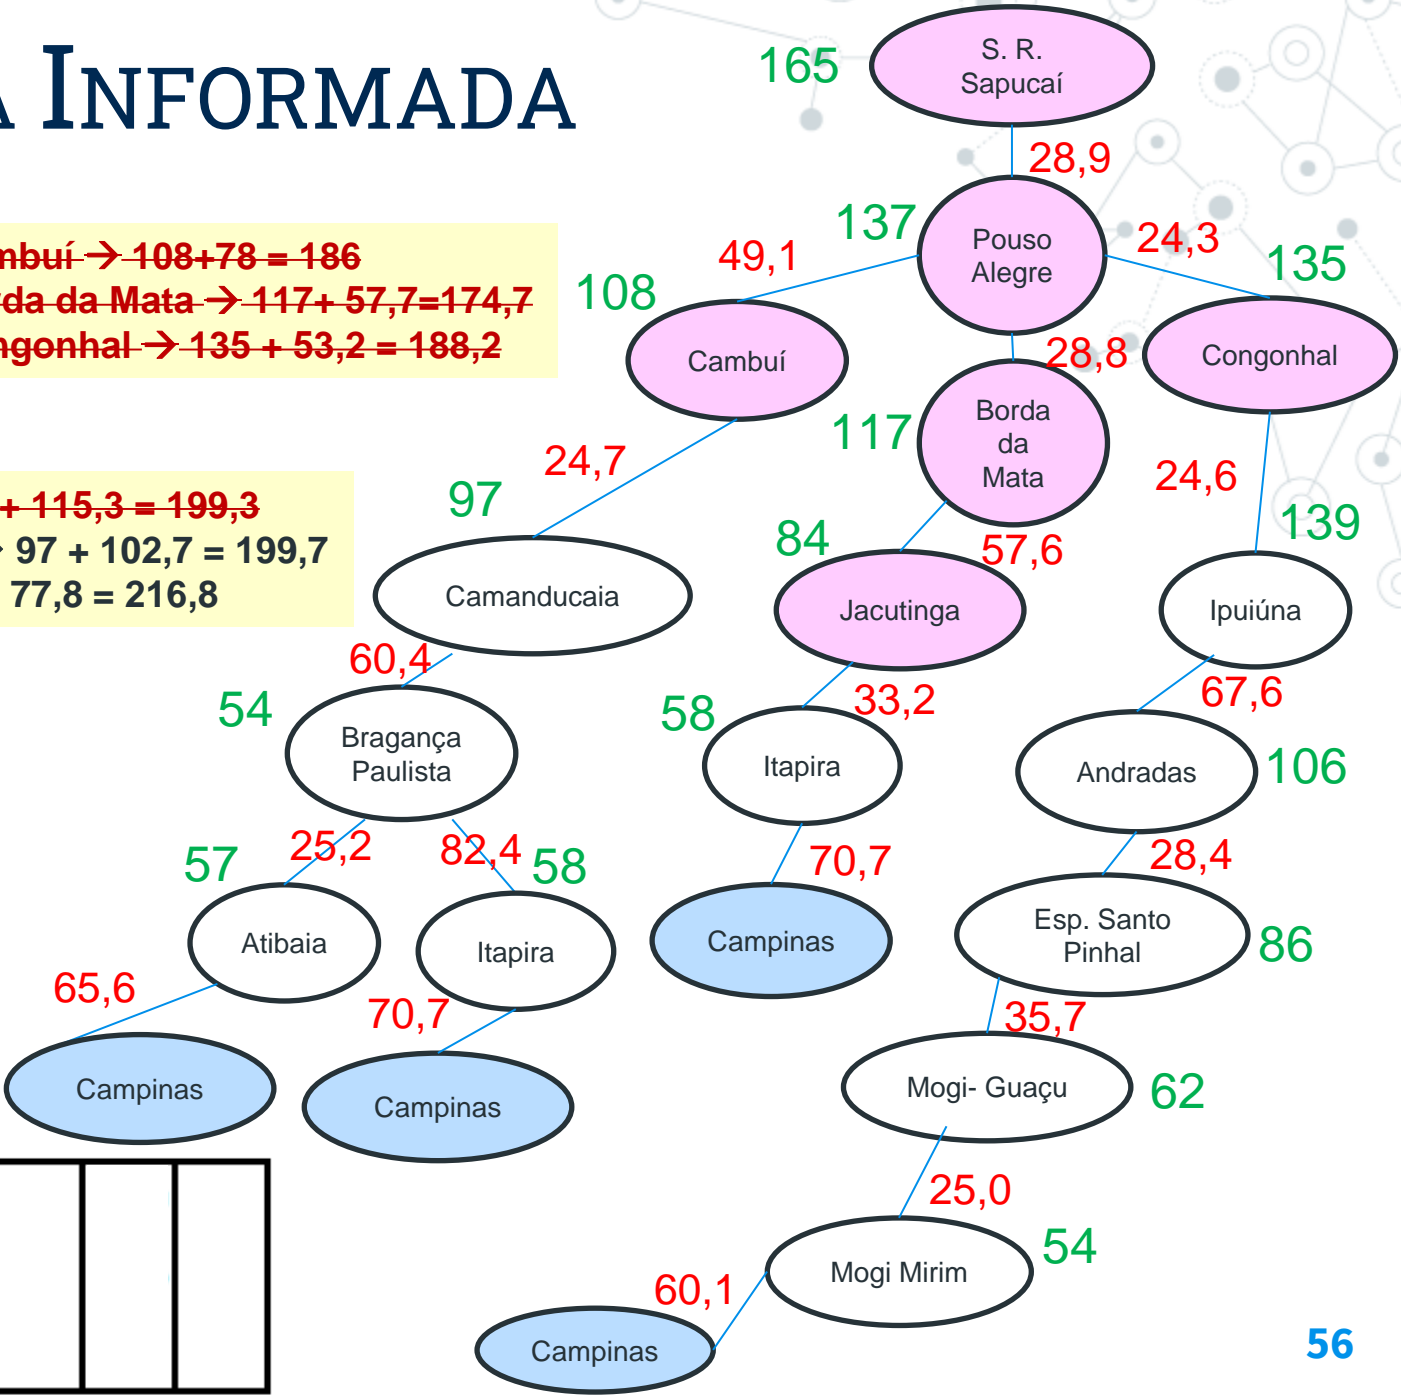 A INFORMADA
mbuí → 108+78 = 186
rda da Mata → 117+ 57,7=174,7
ngonhal → 135 + 53,2 = 188,2
+ 115,3 = 199,3
97 + 102,7 = 199,7
77,8 = 216,8
165
S. R.
Sapucaí
28,9
137
Pouso
Alegre
49,1
24,3
108
135
Cambuí
28,8
Congonhal
117
Borda
da
Mata
24,7
24,6
97
84
57,6
139
Camanducaia
Jacutinga
Ipuiúna
60,4
33,2
67,6
54
Bragança
Paulista
58
Itapira
Andradas
106
57
25,2
82,4
58
70,7
28,4
Atibaia
Itapira
Campinas
Esp. Santo
Pinhal
86
65,6
70,7
35,7
Campinas
Campinas
Mogi- Guaçu
62
25,0
Mogi Mirim
54
60,1
Campinas
56